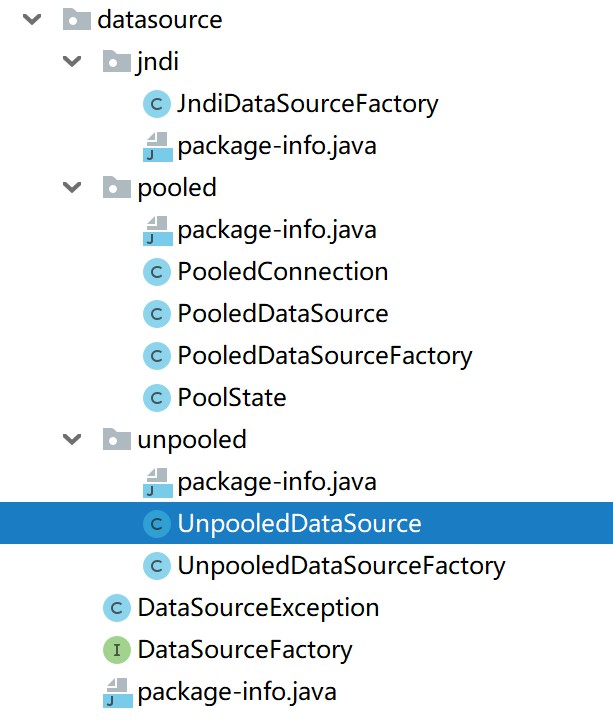 datasource
jndi
C JndiDataSourceFactory
J package-info.java
pooled
J package-info.java
C PooledConnection
C PooledDataSource
C PooledDataSourceFactory
C PoolState
unpooled
J package-info.java
C UnpooledDataSource
C UnpooledDataSourceFactory
C DataSourceException
I DataSourceFactory
J package-info.java